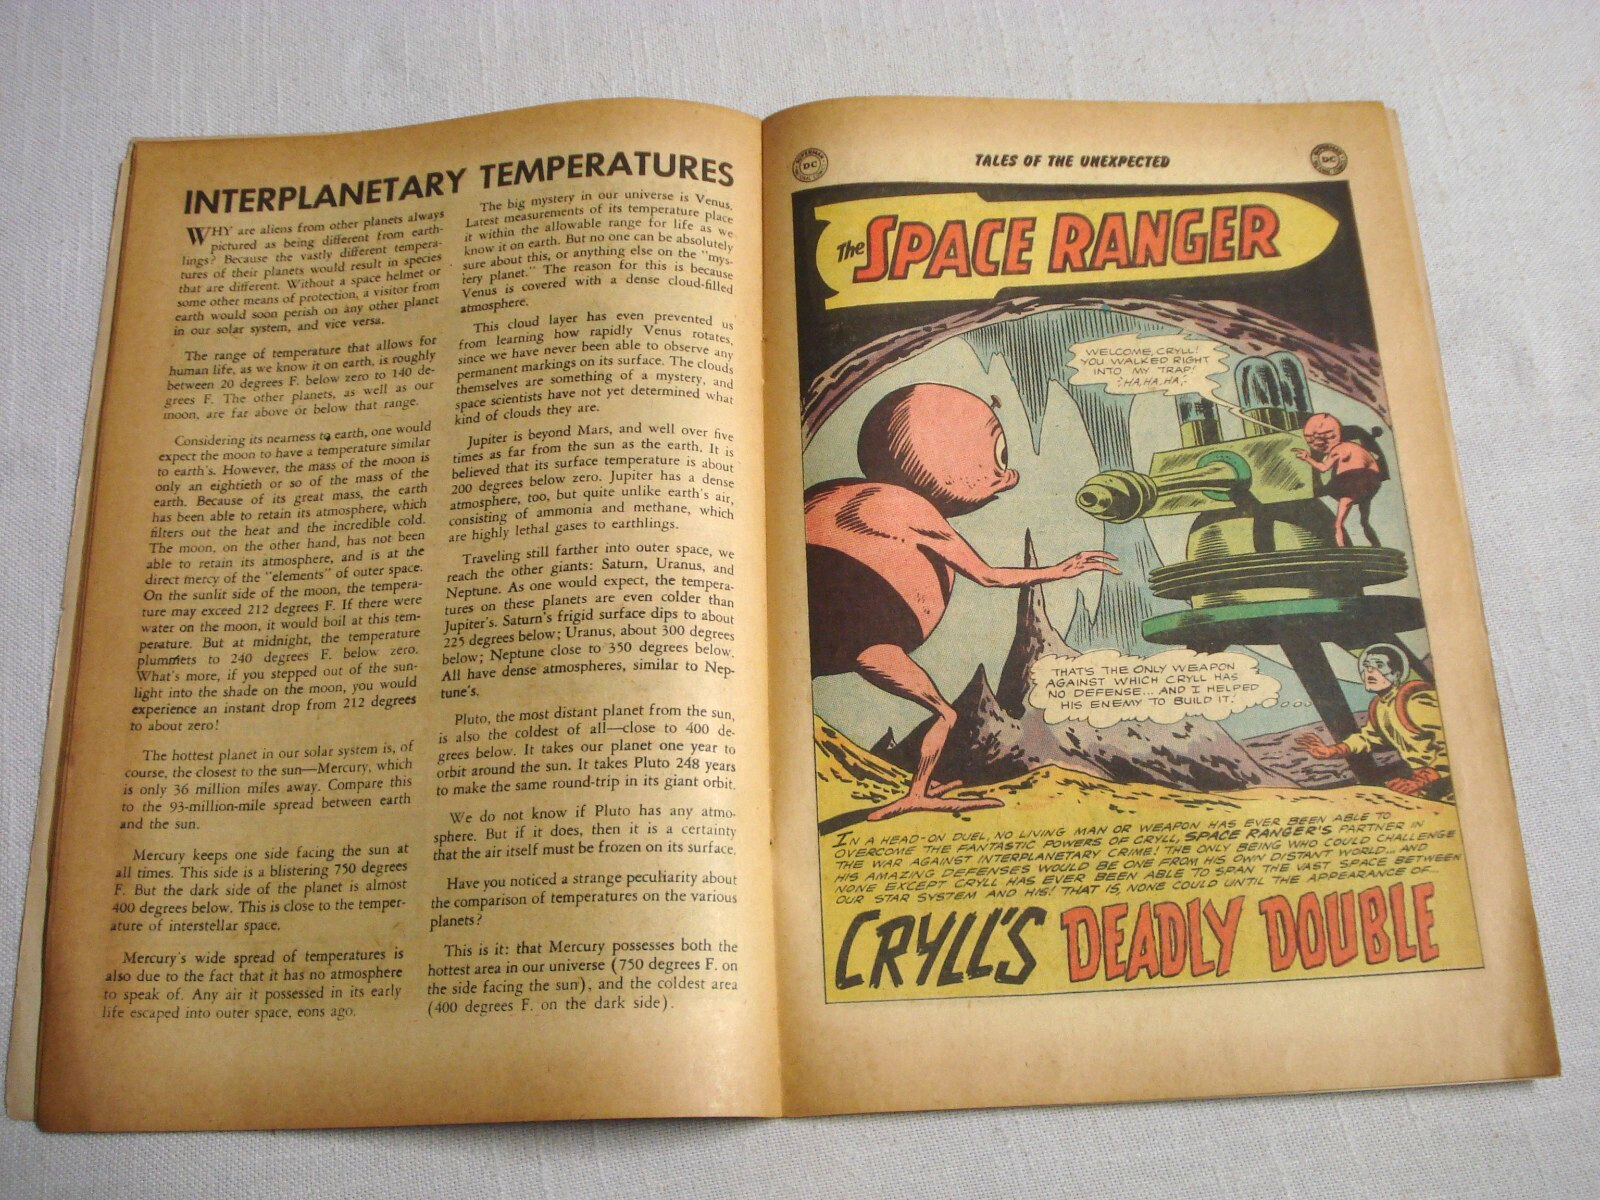 INTERPLANETARY TEMPERATURES
WHY are aliens from other planets always
pictured as being different from earth-
lings? Because the vastly different tempera-
tures of their planets would result in species
that are different. Without a space helmet or
some other means of protection, a visitor from
earth would soon perish on any other planet
in our solar system, and vice versa.
The range of temperature that allows for
human life, as we know it on earth, is roughly
between 20 degrees F. below zero to 140 de-
grees F. The other planets, as well as our
moon, are far above or below that range.
Considering its nearness to earth, one would
expect the moon to have a temperature similar
to earth's. However, the mass of the moon is
only an eightieth or so of the mass of the
earth. Because of its great mass, the earth
has been able to retain its atmosphere, which
filters out the heat and the incredible cold.
The moon, on the other hand, has not been
able to retain its atmosphere, and is at the
direct mercy of the "elements" of outer space.
On the sunlit side of the moon, the tempera-
ture may exceed 212 degrees F. If there were
water on the moon, it would boil at this tem-
perature. But at midnight, the temperature
plummets to 240 degrees F. below zero.
What's more, if you stepped out of the sun-
light into the shade on the moon, you would
experience an instant drop from 212 degrees
to about zero!
The hottest planet in our solar system is, of
course, the closest to the sun—Mercury, which
is only 36 million miles away. Compare this
to the 93-million-mile spread between earth
and the sun.
Mercury keeps one side facing the sun at
all times. This side is a blistering 750 degrees
F. But the dark side of the planet is almost
400 degrees below. This is close to the temper-
ature of interstellar space.
Mercury's wide spread of temperatures is
also due to the fact that it has no atmosphere
to speak of. Any air it possessed in its early
life escaped into outer space, eons ago.
The big mystery in our universe is Venus.
Latest measurements of its temperature place
it within the allowable range for life as we
know it on earth. But no one can be absolutely
sure about this, or anything else on the "mys-
tery planet." The reason for this is because
Venus is covered with a dense cloud-filled
atmosphere.
This cloud layer has even prevented us
from learning how rapidly Venus rotates,
since we have never been able to observe any
permanent markings on its surface. The clouds
themselves are something of a mystery, and
space scientists have not yet determined what
kind of clouds they are.
Jupiter is beyond Mars, and well over five
times as far from the sun as the earth. It is
believed that its surface temperature is about
200 degrees below zero. Jupiter has a dense
atmosphere, too, but quite unlike earth's air,
consisting of ammonia and methane, which
are highly lethal gases to earthlings.
Traveling still farther into outer space, we
reach the other giants: Saturn, Uranus, and
Neptune. As one would expect, the tempera-
tures on these planets are even colder than
Jupiter's. Saturn's frigid surface dips to about
225 degrees below; Uranus, about 300 degrees
below; Neptune close to 350 degrees below.
All have dense atmospheres, similar to Nep-
tune's.
Pluto, the most distant planet from the sun,
is also the coldest of all—close to 400 de-
grees below. It takes our planet one year to
orbit around the sun. It takes Pluto 248 years
to make the same round-trip in its giant orbit.
We do not know if Pluto has any atmo-
sphere. But if it does, then it is a certainty
that the air itself must be frozen on its surface.
Have you noticed a strange peculiarity about
the comparison of temperatures on the various
planets?
This is it: that Mercury possesses both the
hottest area in our universe (750 degrees F. on
the side facing the sun), and the coldest area
(400 degrees F. on the dark side).
SUPERMAN DC
TALES OF THE UNEXPECTED
SUPERMAN DC
The SPACE RANGER
WELCOME, CRYLL!
YOU WALKED RIGHT
INTO MY TRAP!
HA, HA, HA,
THAT'S THE ONLY WEAPON
AGAINST WHICH CRYLL HAS
NO DEFENSE... AND I HELPED
HIS ENEMY TO BUILD IT!
IN A HEAD-ON DUEL, NO LIVING MAN OR WEAPON HAS EVER BEEN ABLE TO
OVERCOME THE FANTASTIC POWERS OF CRYLL, SPACE RANGER'S PARTNER IN
THE WAR AGAINST INTERPLANETARY CRIME! THE ONLY BEING WHO COULD CHALLENGE
HIS AMAZING DEFENSES WOULD BE ONE FROM HIS OWN DISTANT WORLD... AND
NONE EXCEPT CRYLL HAS EVER BEEN ABLE TO SPAN THE VAST SPACE BETWEEN
OUR STAR SYSTEM AND HIS! THAT IS, NONE COULD UNTIL THE APPEARANCE OF...
CRYLL'S DEADLY DOUBLE